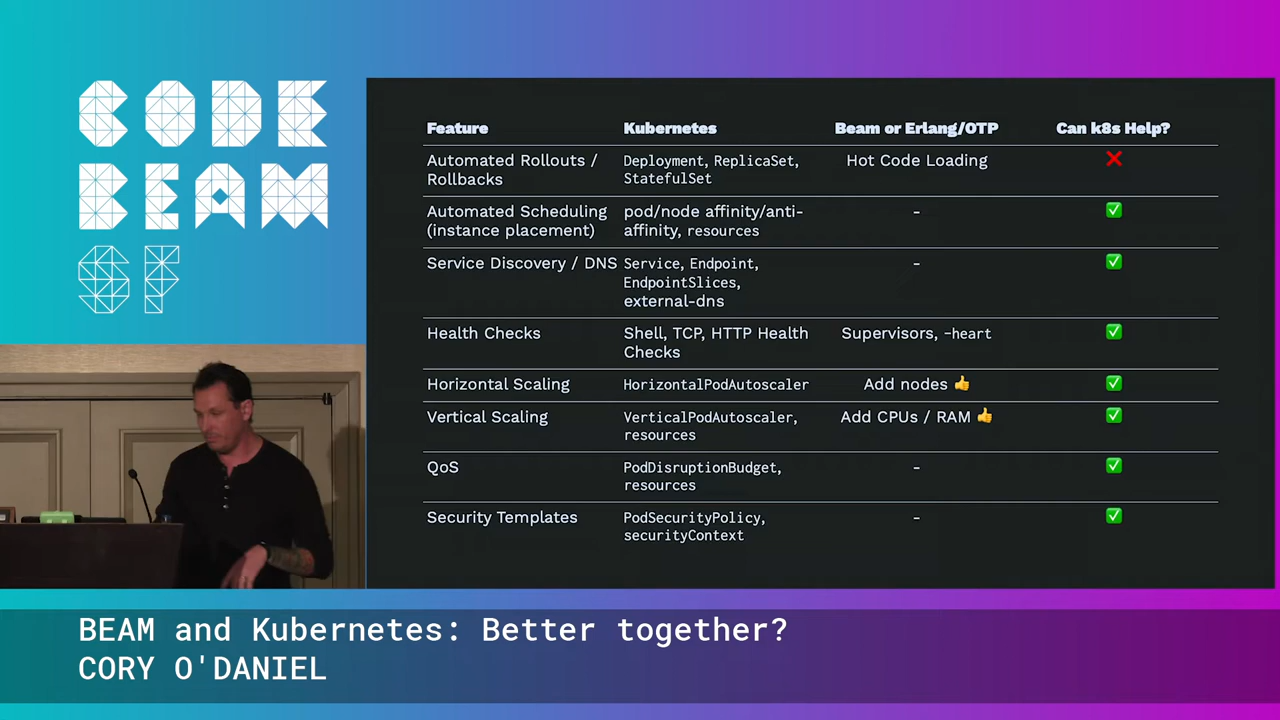 CODE
BEAM
SF
Feature Kubernetes Beam or Erlang/OTP Can k8s Help?
Automated Rollouts / Deployment, ReplicaSet, Hot Code Loading ❌
Rollbacks StatefulSet
Automated Scheduling pod/node affinity/anti- - ✅
(instance placement) affinity, resources
Service Discovery / DNS Service, Endpoint, - ✅
EndpointSlices,
external-dns
Health Checks Shell, TCP, HTTP Health Supervisors, -heart ✅
Checks
Horizontal Scaling HorizontalPodAutoscaler Add nodes 👍 ✅
Vertical Scaling VerticalPodAutoscaler, Add CPUs / RAM 👍 ✅
resources
QoS PodDisruptionBudget, - ✅
resources
Security Templates PodSecurityPolicy, - ✅
securityContext
BEAM and Kubernetes: Better together?
CORY O'DANIEL